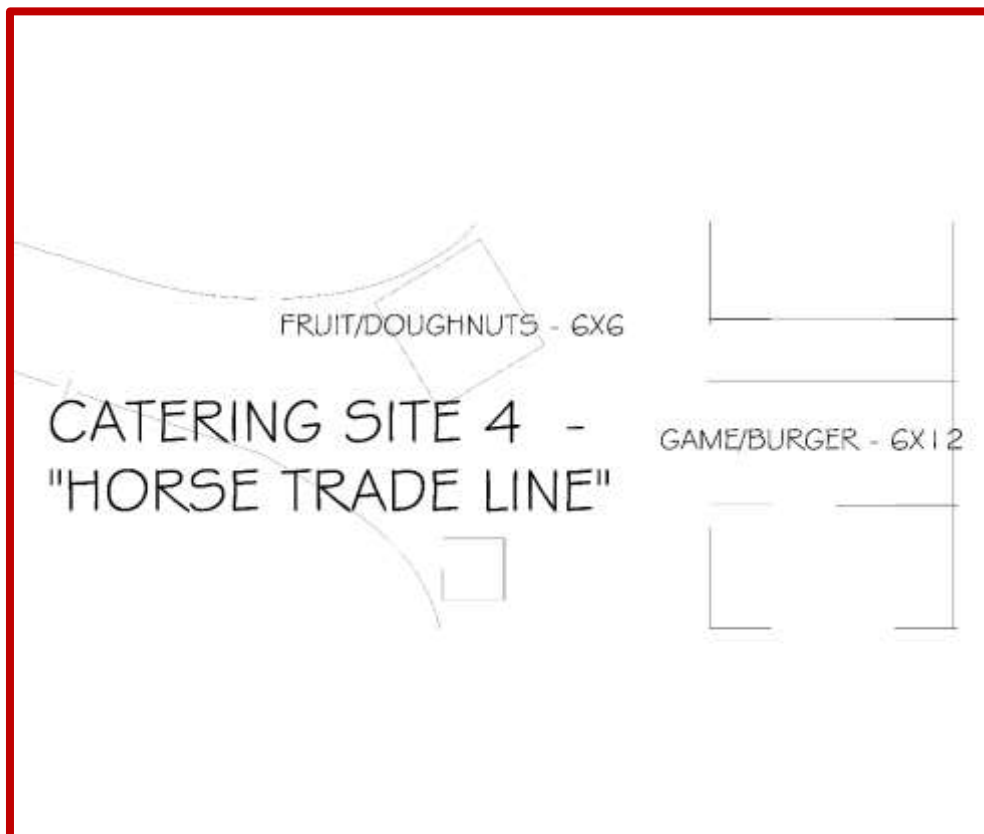 FRUIT/DOUGHNUTS - 6X6
CATERING SITE 4 -
"HORSE TRADE LINE"
GAME/BURGER - 6X12